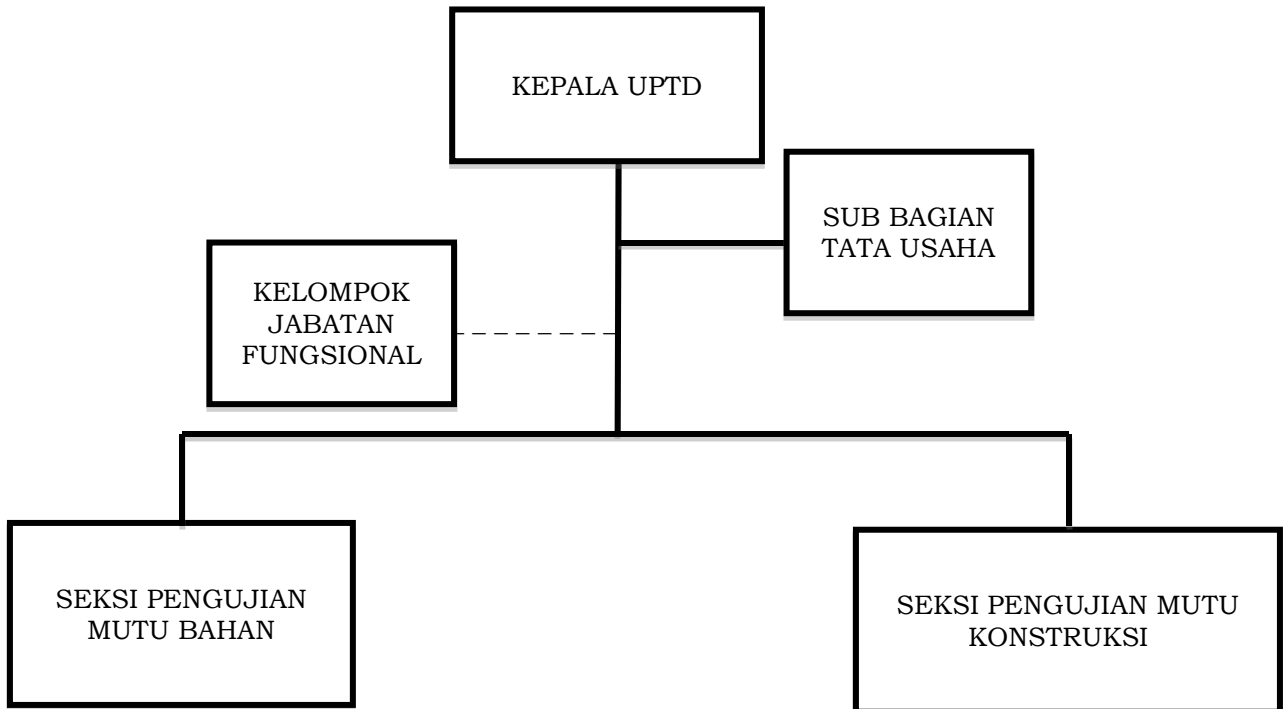 KEPALA UPTD
SUB BAGIAN
TATA USAHA
KELOMPOK
JABATAN
FUNGSIONAL
SEKSI PENGUJIAN
MUTU BAHAN
SEKSI PENGUJIAN MUTU
KONSTRUKSI